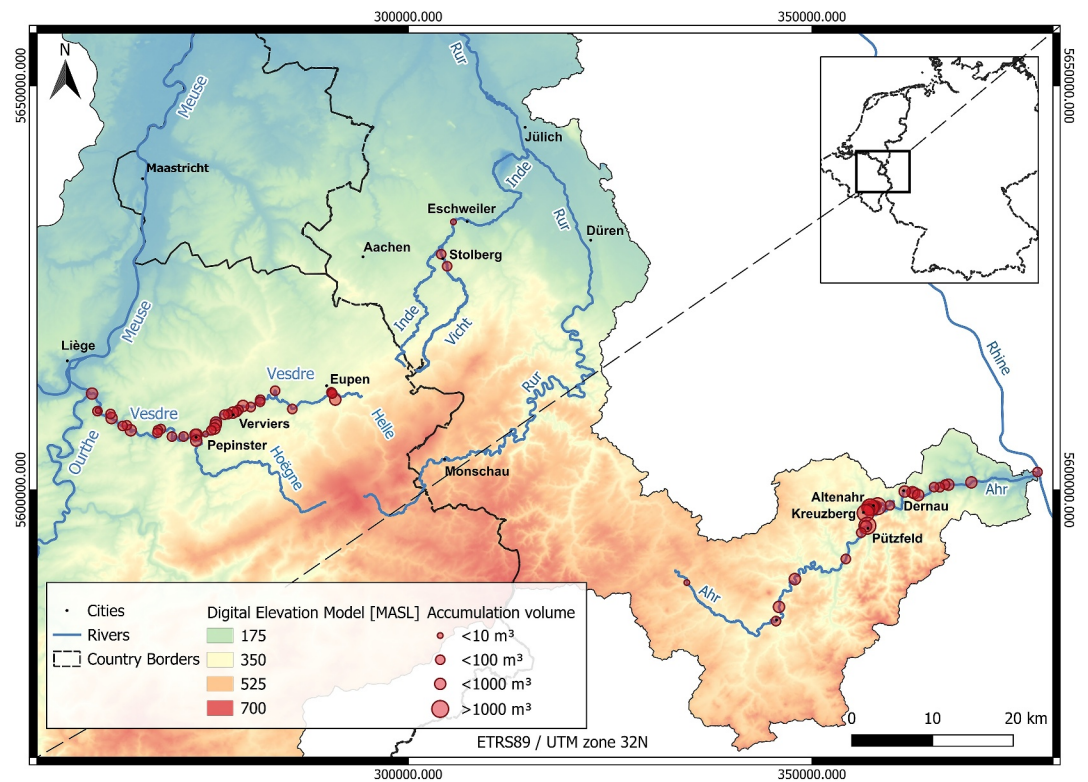 300000.000
350000.000
5650000.000
5650000.000
N
Rur
Meuse
Jülich
Maastricht
Inde
Eschweiler
Rur
Düren
Aachen
Stolberg
Meuse
Inde
Vicht
Liège
Rhine
Vesdre
Eupen
Rur
Vesdre
Verviers
Helle
Ourthe
Pepinster
Hoëgne
Monschau
Altenahr
Kreuzberg
Dernau
Ahr
Pützfeld
5600000.000
5600000.000
Ahr
Cities
Rivers
Country Borders
Digital Elevation Model [MASL]
175
350
525
700
Accumulation volume
<10 m³
<100 m³
<1000 m³
>1000 m³
0 10 20 km
ETRS89 / UTM zone 32N
300000.000
350000.000